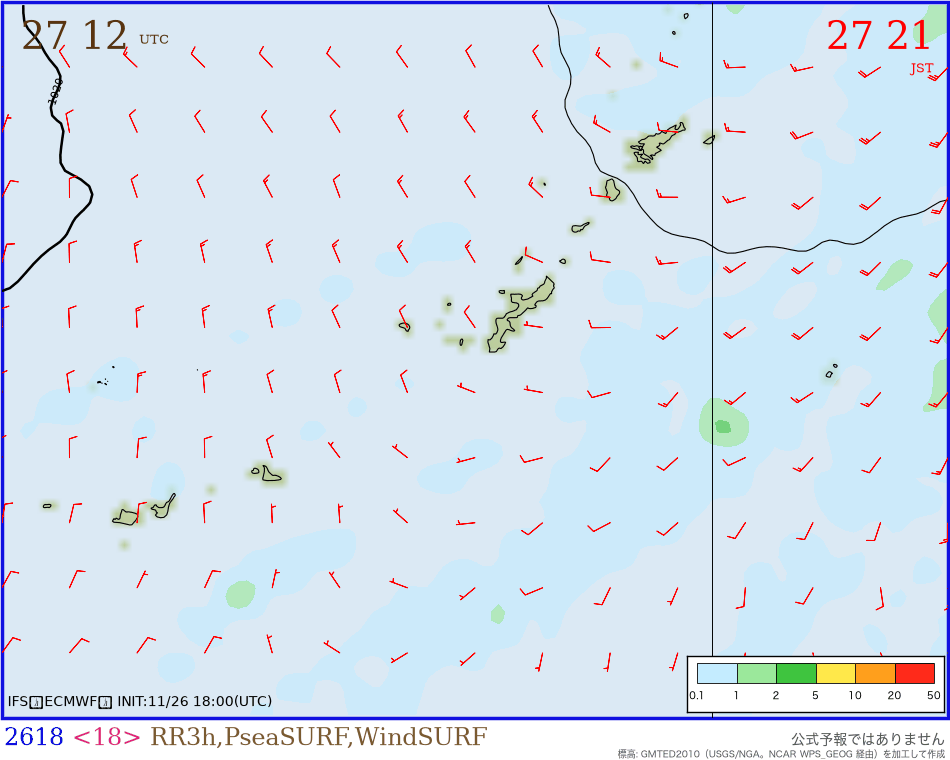 27 12 UTC
27 21
JST
1020
IFS ECMWF INIT:11/26 18:00(UTC)
0.1 1 2 5 10 20 50
2618 <18> RR3h,PseaSURF,WindSURF
公式予報ではありません
標高: GMTED2010（USGS/NGA。NCAR WPS_GEOG 経由）を加工して作成